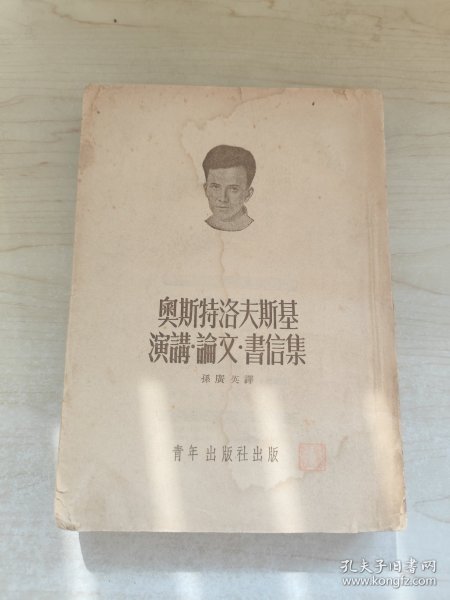 奧斯特洛夫斯基
演講·論文·書信集
孫廣英譯
青年出版社出版
孔夫子旧书网
www.kongfz.com